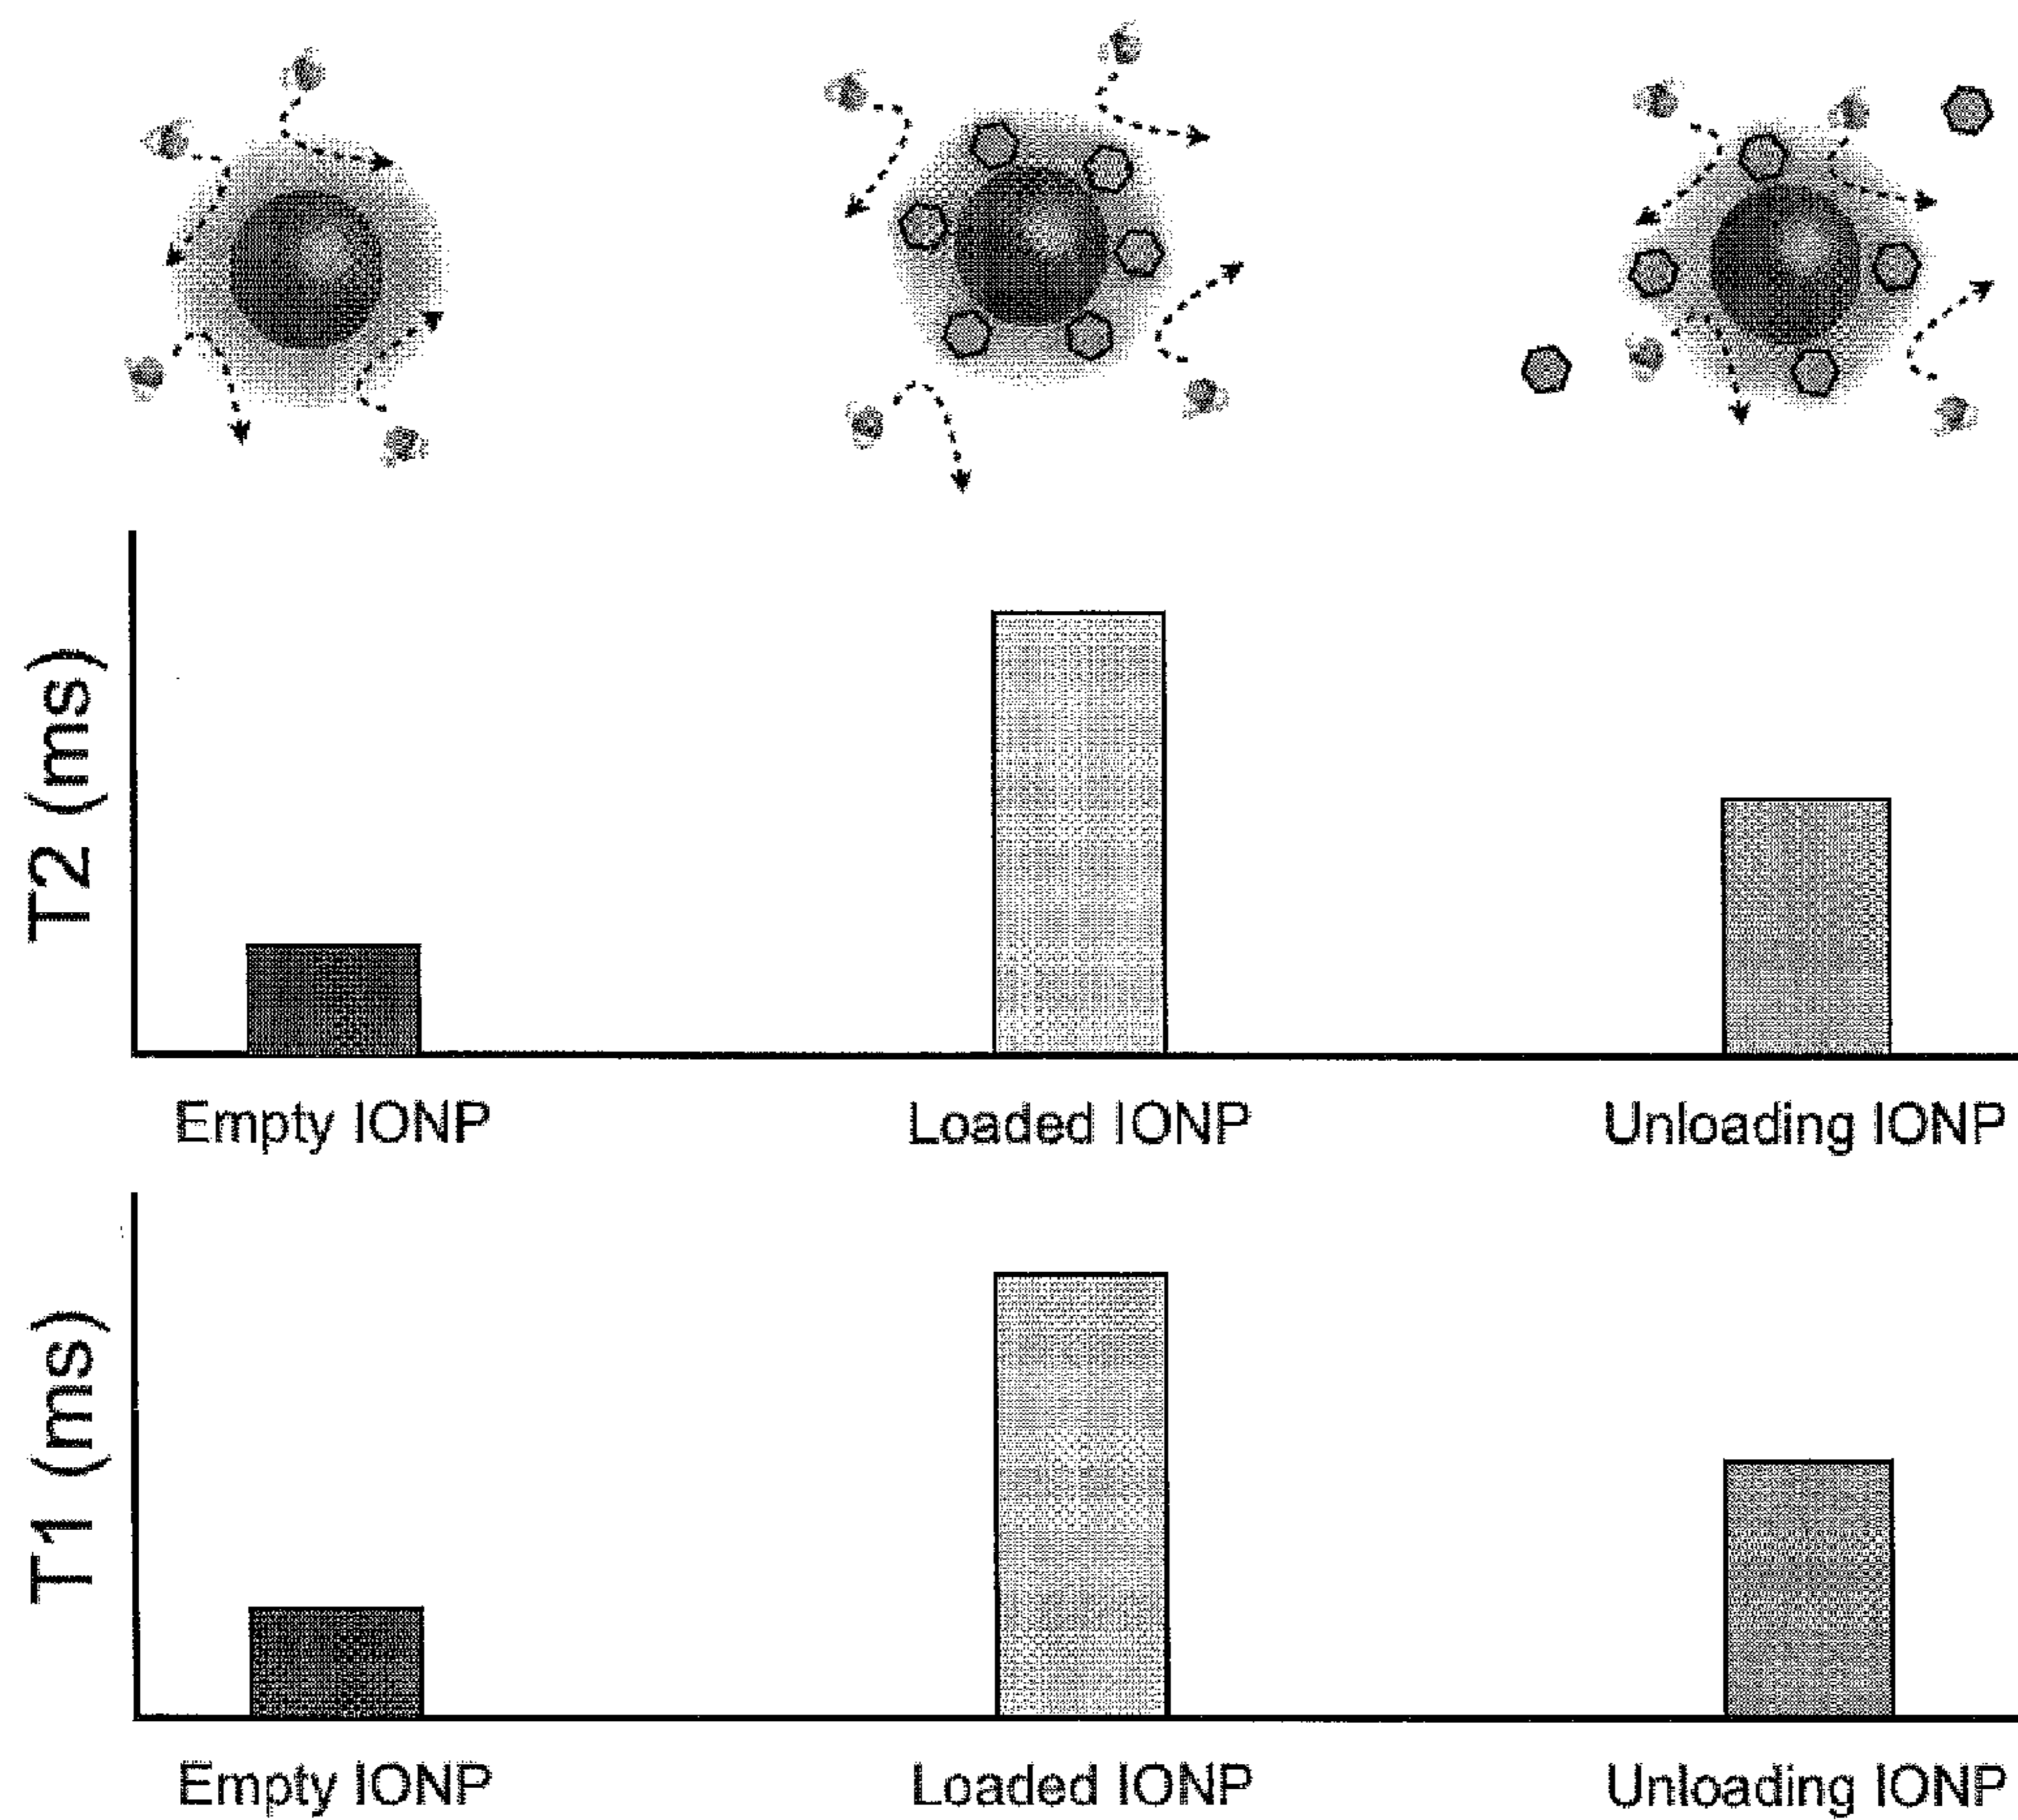 T2 (ms)
Empty IONP Loaded IONP Unloading IONP
T1 (ms)
Empty IONP Loaded IONP Unloading IONP